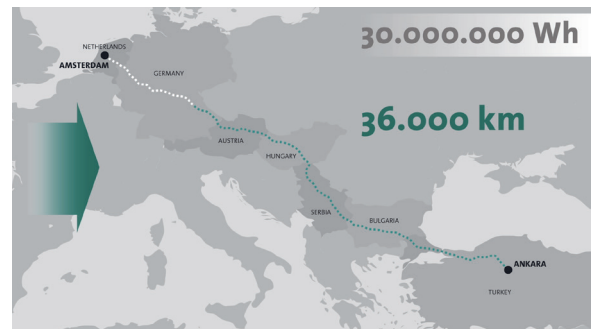 30.000.000 Wh
NETHERLANDS
AMSTERDAM
GERMANY
36.000 km
AUSTRIA
HUNGARY
SERBIA
BULGARIA
ANKARA
TURKEY